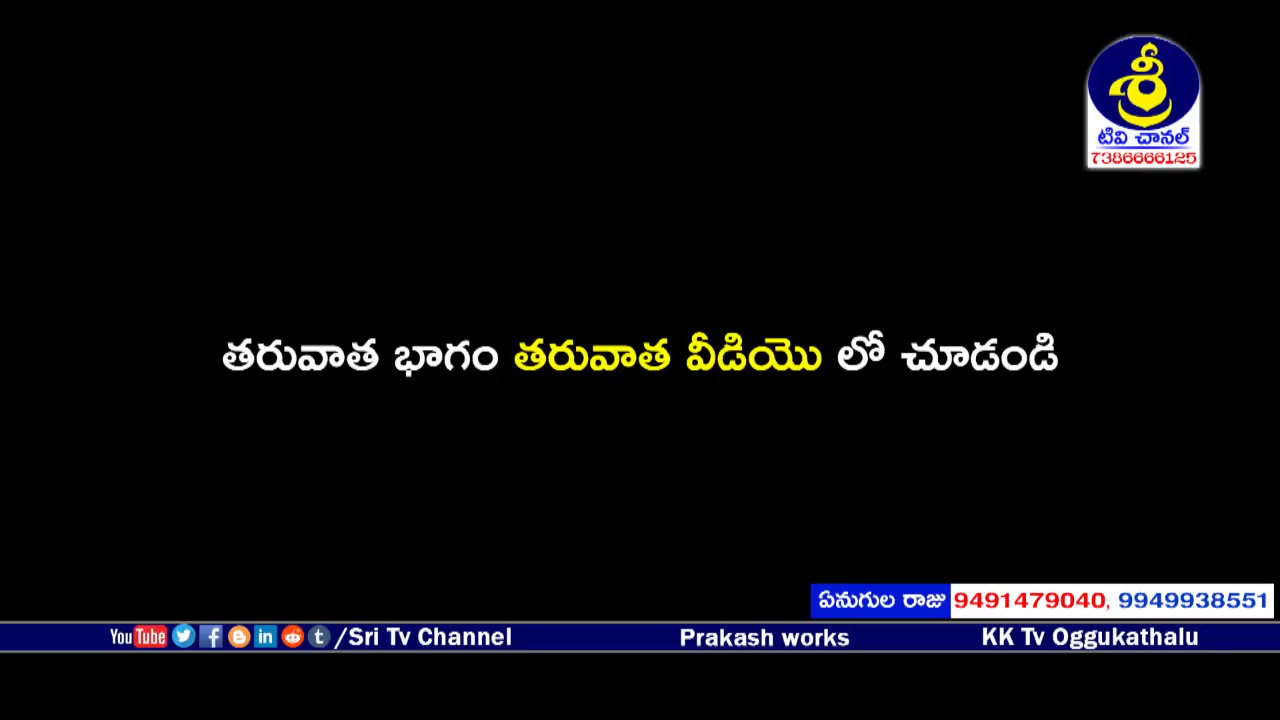 శ్రీ
టివి చానల్
7386666125
తరువాత భాగం తరువాత వీడియొ లో చూడండి
ఏనుగుల రాజు 9491479040, 9949938551
You Tube /Sri Tv Channel Prakash works KK Tv Oggukathalu